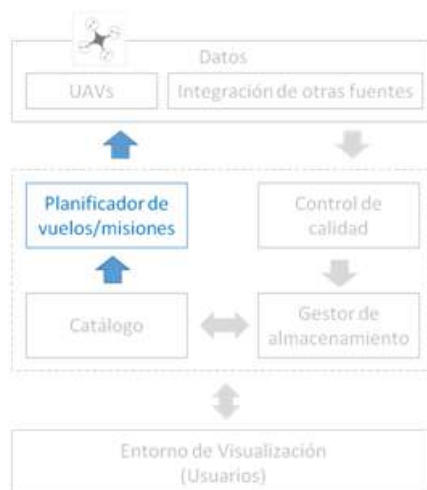 Datos
UAVs
Integración de otras fuentes
Planificador de
vuelos/misiones
Control de
calidad
Catálogo
Gestor de
almacenamiento
Entorno de Visualización
(Usuarios)